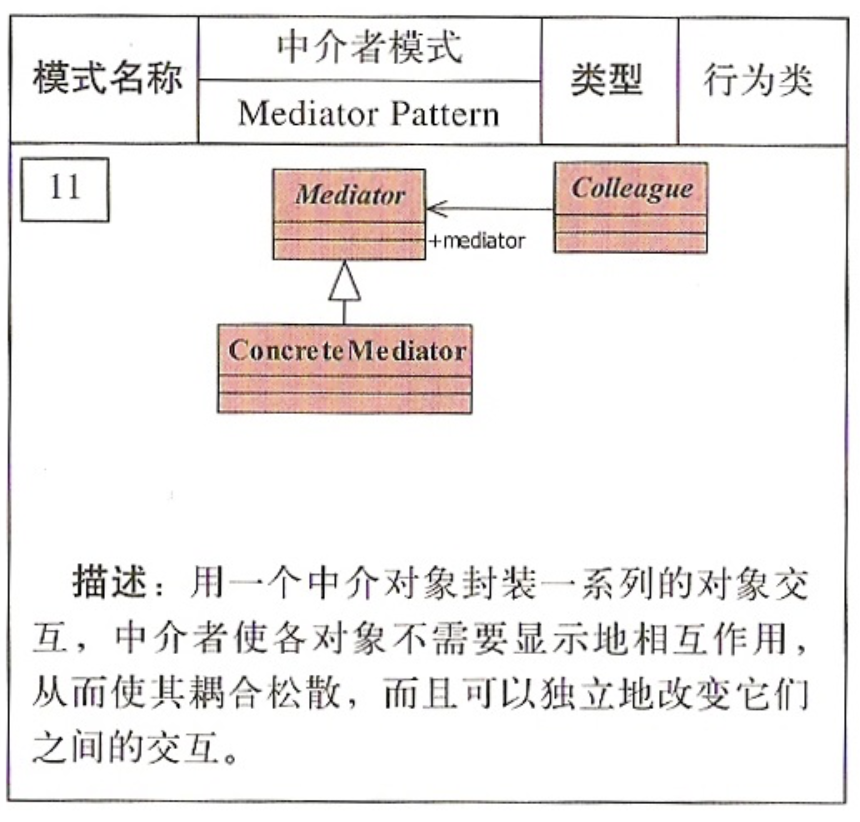 模式名称
中介者模式
Mediator Pattern
类型
行为类
11
Mediator
Colleague
+mediator
ConcreteMediator
描述：用一个中介对象封装一系列的对象交
互，中介者使各对象不需要显示地相互作用，
从而使其耦合松散，而且可以独立地改变它们
之间的交互。